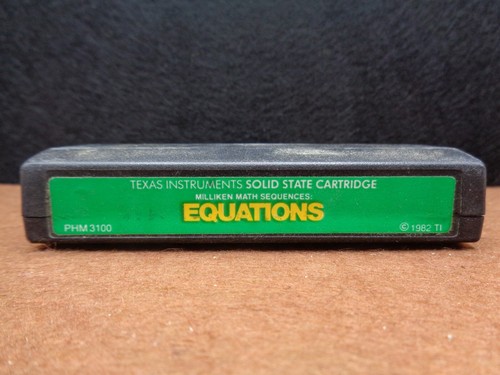 TEXAS INSTRUMENTS SOLID STATE CARTRIDGE
MILLIKEN MATH SEQUENCES:
EQUATIONS
PHM 3100
© 1982 TI